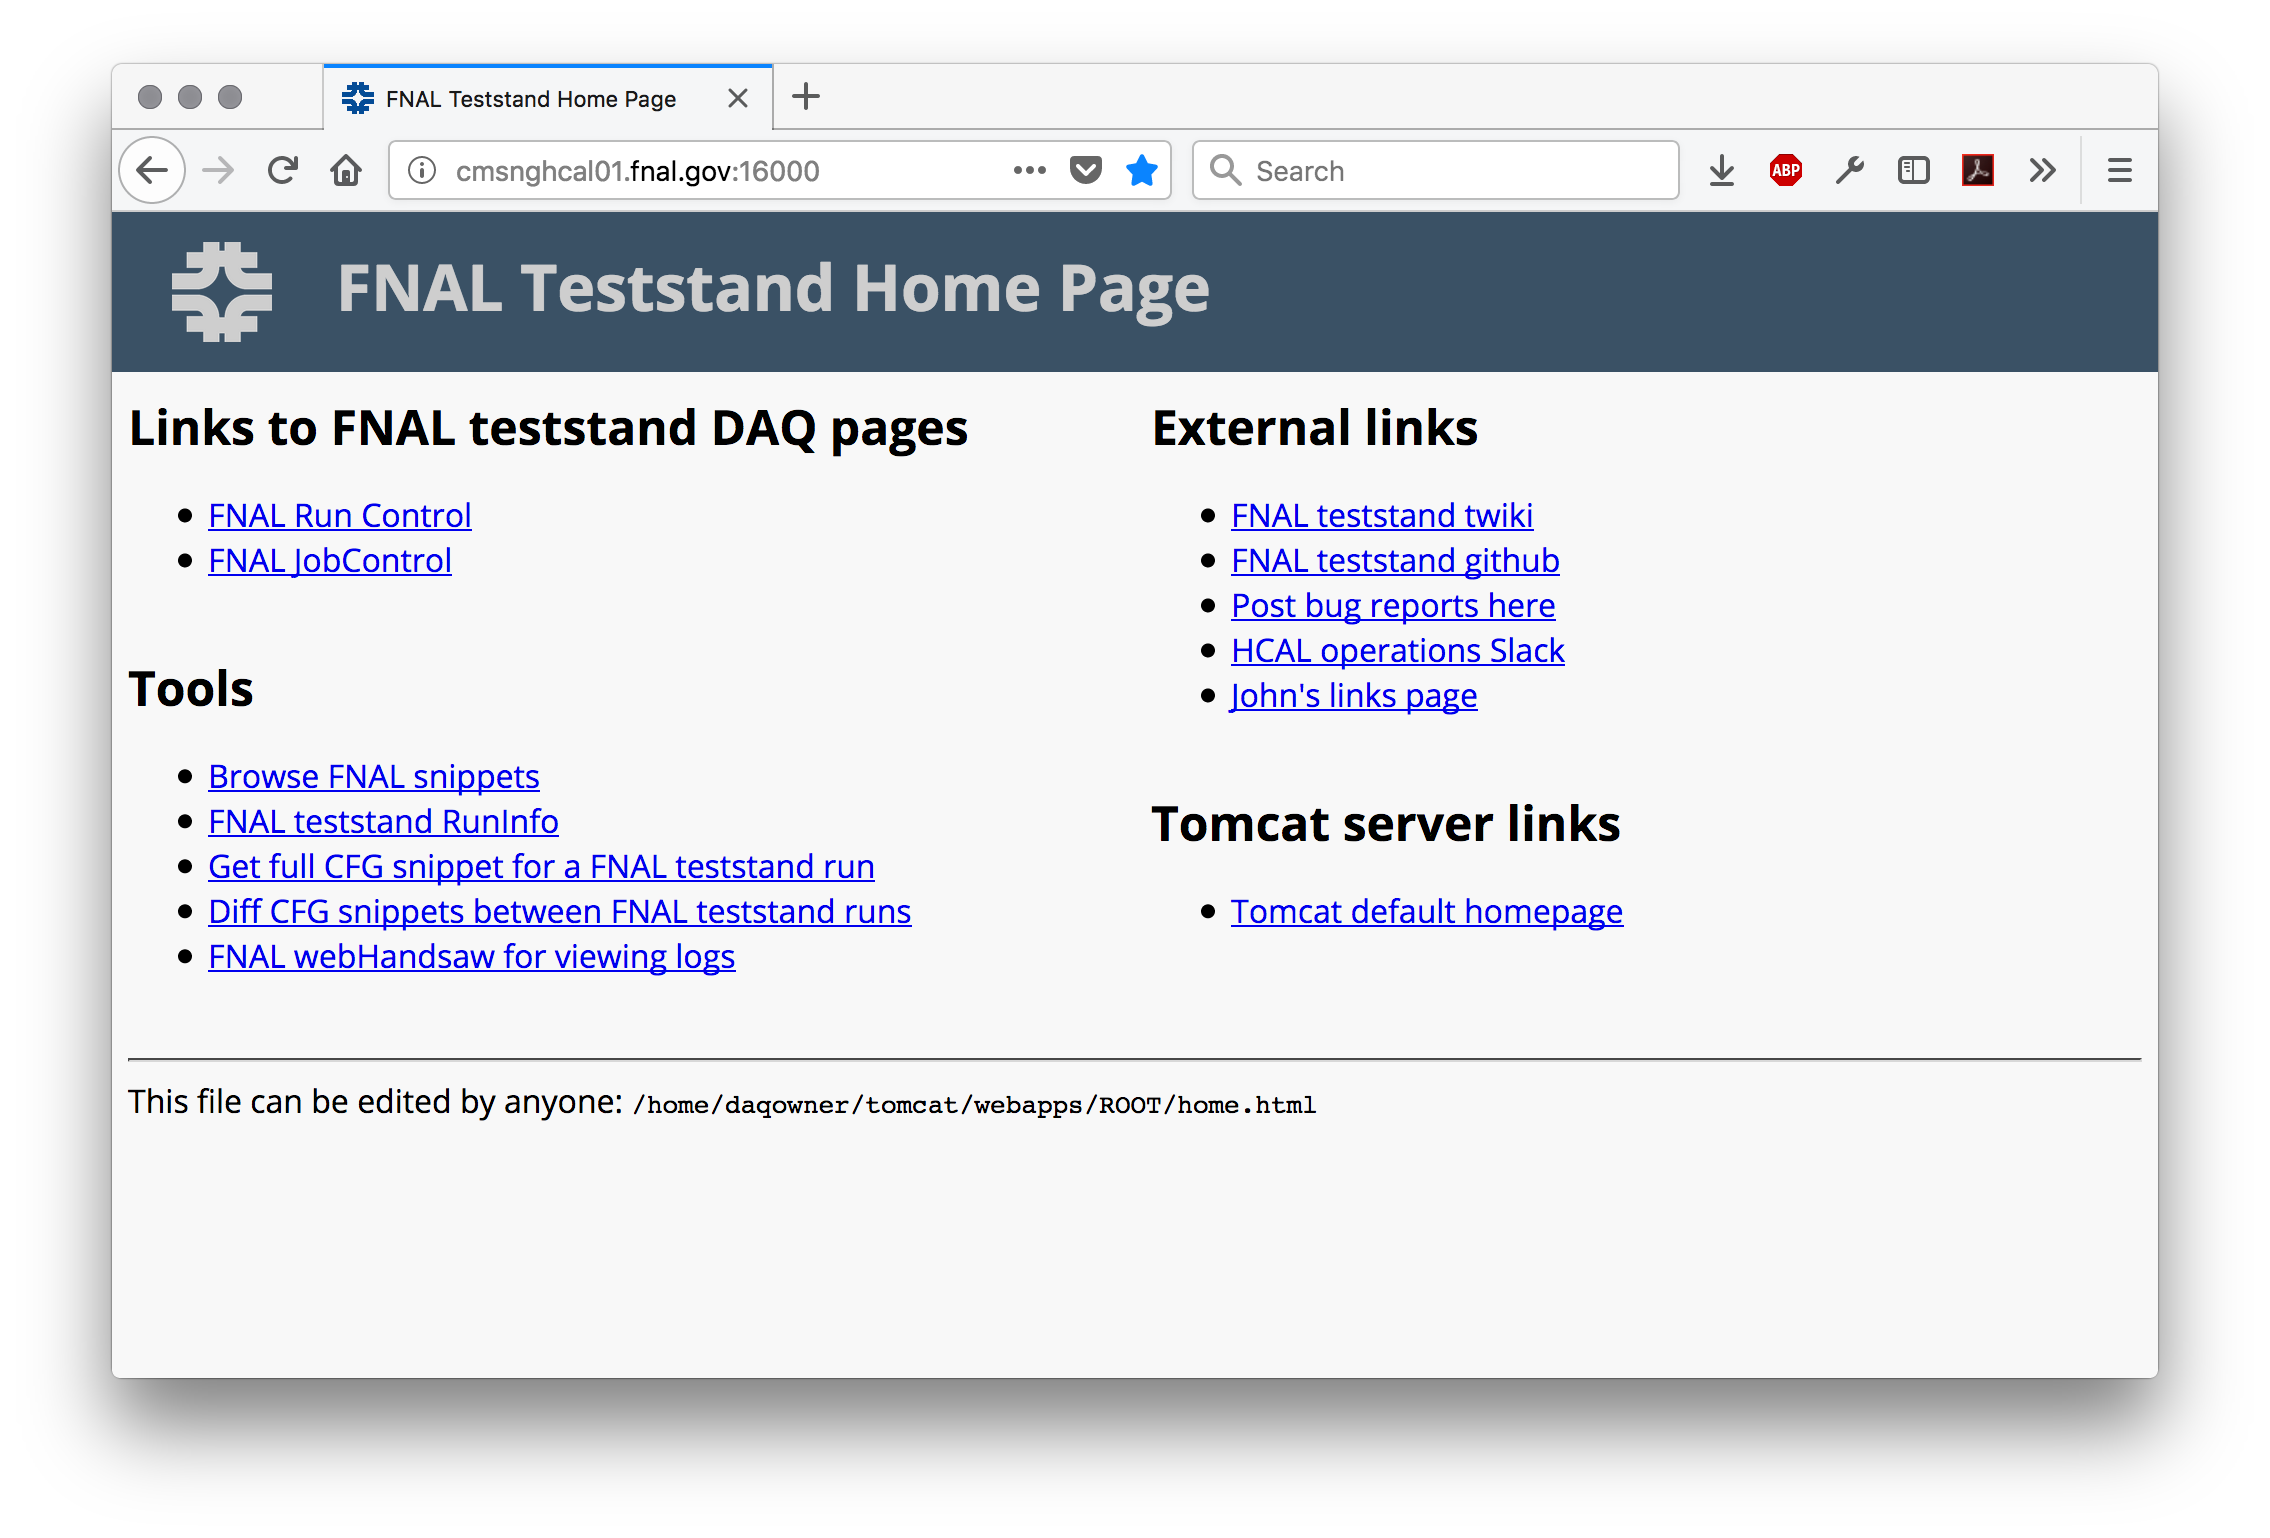 FNAL Teststand Home Page
cmsnghcal01.fnal.gov:16000
Search
ABP
FNAL Teststand Home Page
Links to FNAL teststand DAQ pages
FNAL Run Control
FNAL JobControl
Tools
Browse FNAL snippets
FNAL teststand RunInfo
Get full CFG snippet for a FNAL teststand run
Diff CFG snippets between FNAL teststand runs
FNAL webHandsaw for viewing logs
External links
FNAL teststand twiki
FNAL teststand github
Post bug reports here
HCAL operations Slack
John's links page
Tomcat server links
Tomcat default homepage
This file can be edited by anyone: /home/daqowner/tomcat/webapps/ROOT/home.html